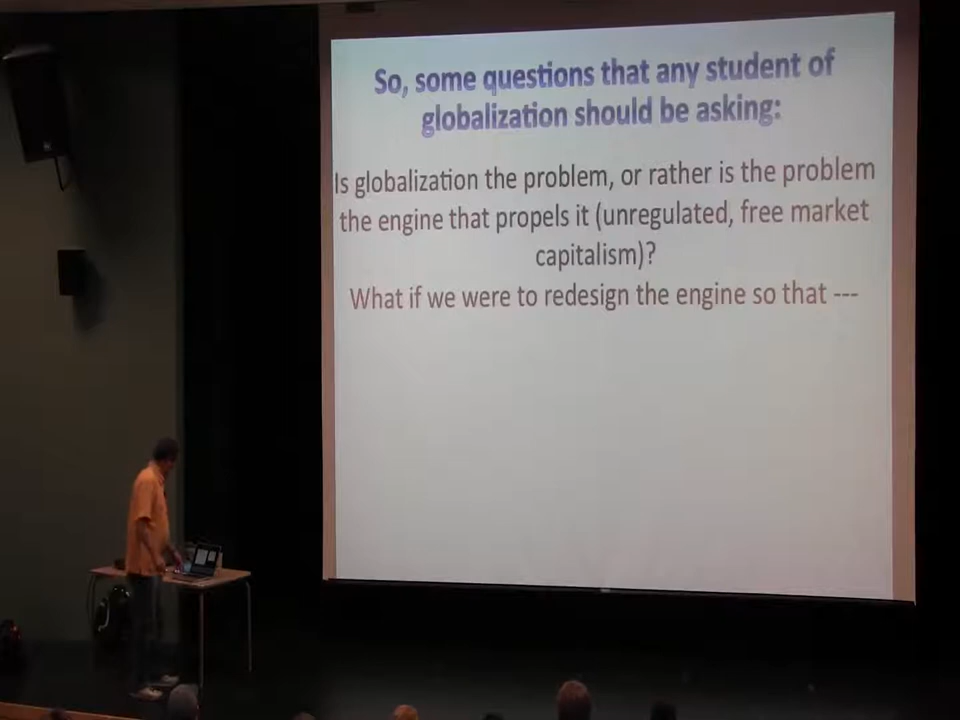 So, some questions that any student of
globalization should be asking:
Is globalization the problem, or rather is the problem
the engine that propels it (unregulated, free market
capitalism)?
What if we were to redesign the engine so that ---